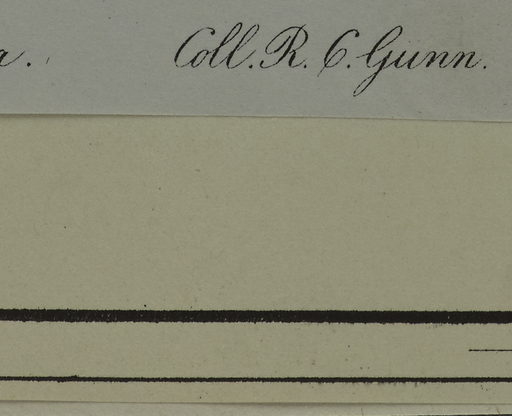 a. Coll. R. C. Gunn.